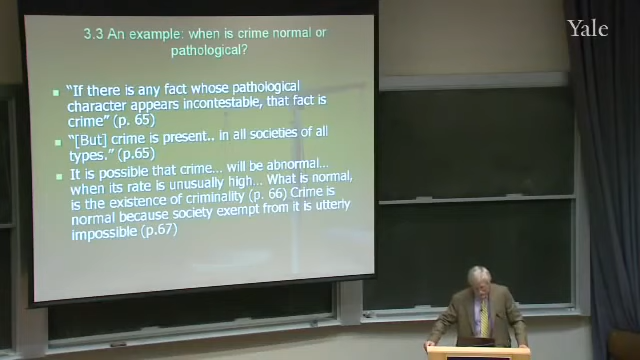 Yale
3.3 An example: when is crime normal or
pathological?
"If there is any fact whose pathological
character appears incontestable, that fact is
crime" (p. 65)
"[But] crime is present.. in all societies of all
types." (p.65)
It is possible that crime... will be abnormal...
when its rate is unusually high... What is normal,
is the existence of criminality (p. 66) Crime is
normal because society exempt from it is utterly
impossible (p.67)